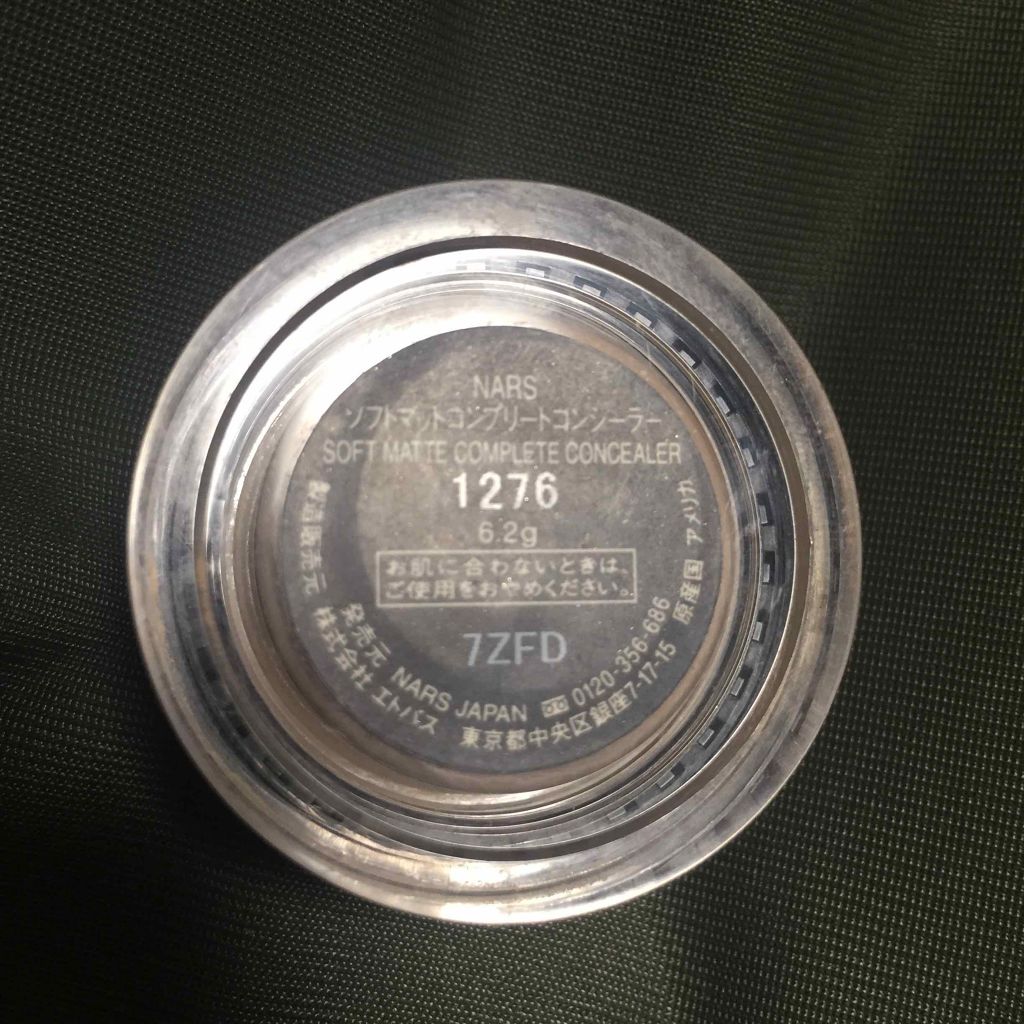 NARS
ソフトマットコンプリートコンシーラー
SOFT MATTE COMPLETE CONCEALER
1276
6.2g
お肌に合わないときは、
ご使用をおやめください。
7ZFD
発売元 NARS JAPAN 0120-356-686
製造販売元 株式会社 エトバス 東京都中央区銀座7-17-15 原産国 アメリカ